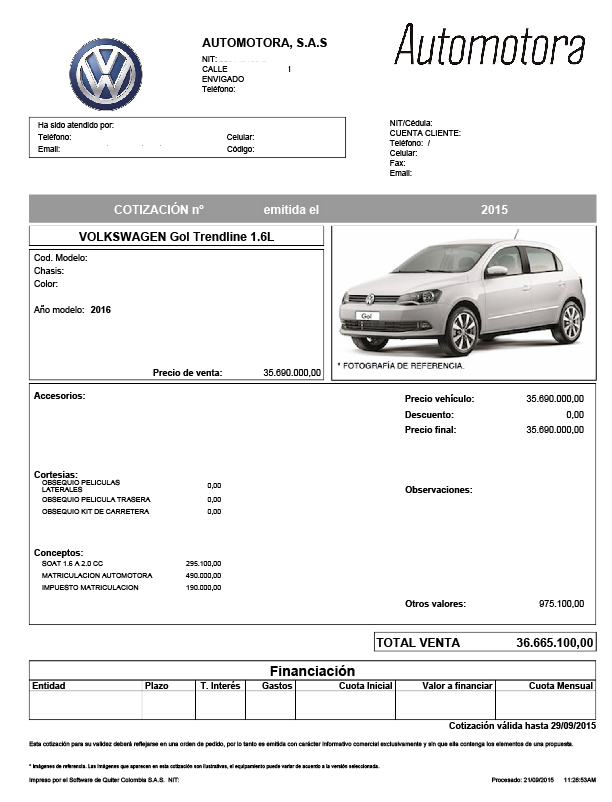 AUTOMOTORA, S.A.S
NIT:
CALLE 1
ENVIGADO
Teléfono:
Automotora
Ha sido atendido por:
Teléfono: Celular:
Email: Código:
NIT/Cédula:
CUENTA CLIENTE:
Teléfono: /
Celular:
Fax:
Email:
COTIZACIÓN nº emitida el 2015
VOLKSWAGEN Gol Trendline 1.6L
Cod. Modelo:
Chasis:
Color:
Año modelo: 2016
Precio de venta: 35.690.000,00
Gol
* FOTOGRAFÍA DE REFERENCIA.
Accesorios:
Precio vehículo: 35.690.000,00
Descuento: 0,00
Precio final: 35.690.000,00
Cortesias:
OBSEQUIO PELICULAS
LATERALES 0,00
OBSEQUIO PELICULA TRASERA 0,00
OBSEQUIO KIT DE CARRETERA 0,00
Observaciones:
Conceptos:
SOAT 1.6 A 2.0 CC 295.100,00
MATRICULACION AUTOMOTORA 490.000,00
IMPUESTO MATRICULACION 190.000,00
Otros valores: 975.100,00
TOTAL VENTA 36.665.100,00
Financiación
Entidad Plazo T. Interés Gastos Cuota Inicial Valor a financiar Cuota Mensual
Cotización válida hasta 29/09/2015
Esta cotización para su validez deberá reflejarse en una orden de pedido, por lo tanto es emitida con carácter informativo comercial exclusivamente y sin que ella contenga los elementos de una propuesta.
* Imágenes de referencia. Las imágenes que aparecen en esta cotización son ilustrativas, el equipamiento puede variar de acuerdo a la versión seleccionada.
Impreso por el Software de Quiter Colombia S.A.S. NIT: Procesado: 21/09/2015 11:26:53AM